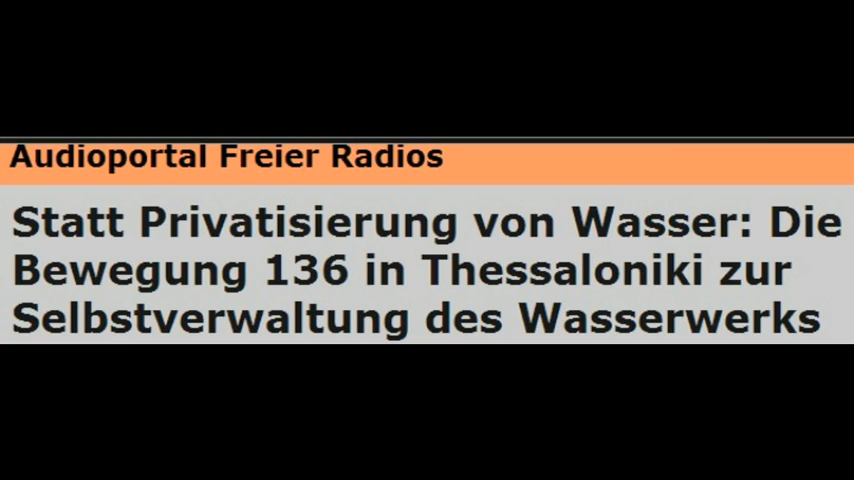 Audioportal Freier Radios
Statt Privatisierung von Wasser: Die
Bewegung 136 in Thessaloniki zur
Selbstverwaltung des Wasserwerks